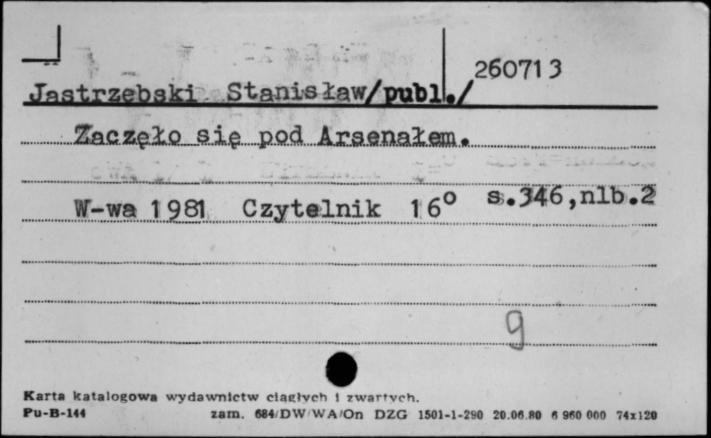 260713
Jastrzębski Stanisław/publ./
Zaczęło się pod Arsenałem.
W-wa 1981 Czytelnik 16° s.346,nlb.2
9
Karta katalogowa wydawnictw ciągłych i zwartych.
Pu-B-144 zam. 684/DW/WA/On DZG 1501-1-290 20.06.80 6 960 000 74x120